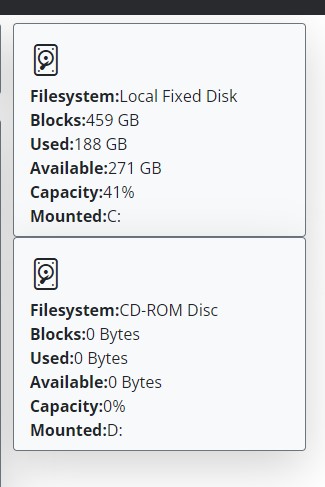 Filesystem:Local Fixed Disk
Blocks:459 GB
Used:188 GB
Available:271 GB
Capacity:41%
Mounted:C:
Filesystem:CD-ROM Disc
Blocks:0 Bytes
Used:0 Bytes
Available:0 Bytes
Capacity:0%
Mounted:D: